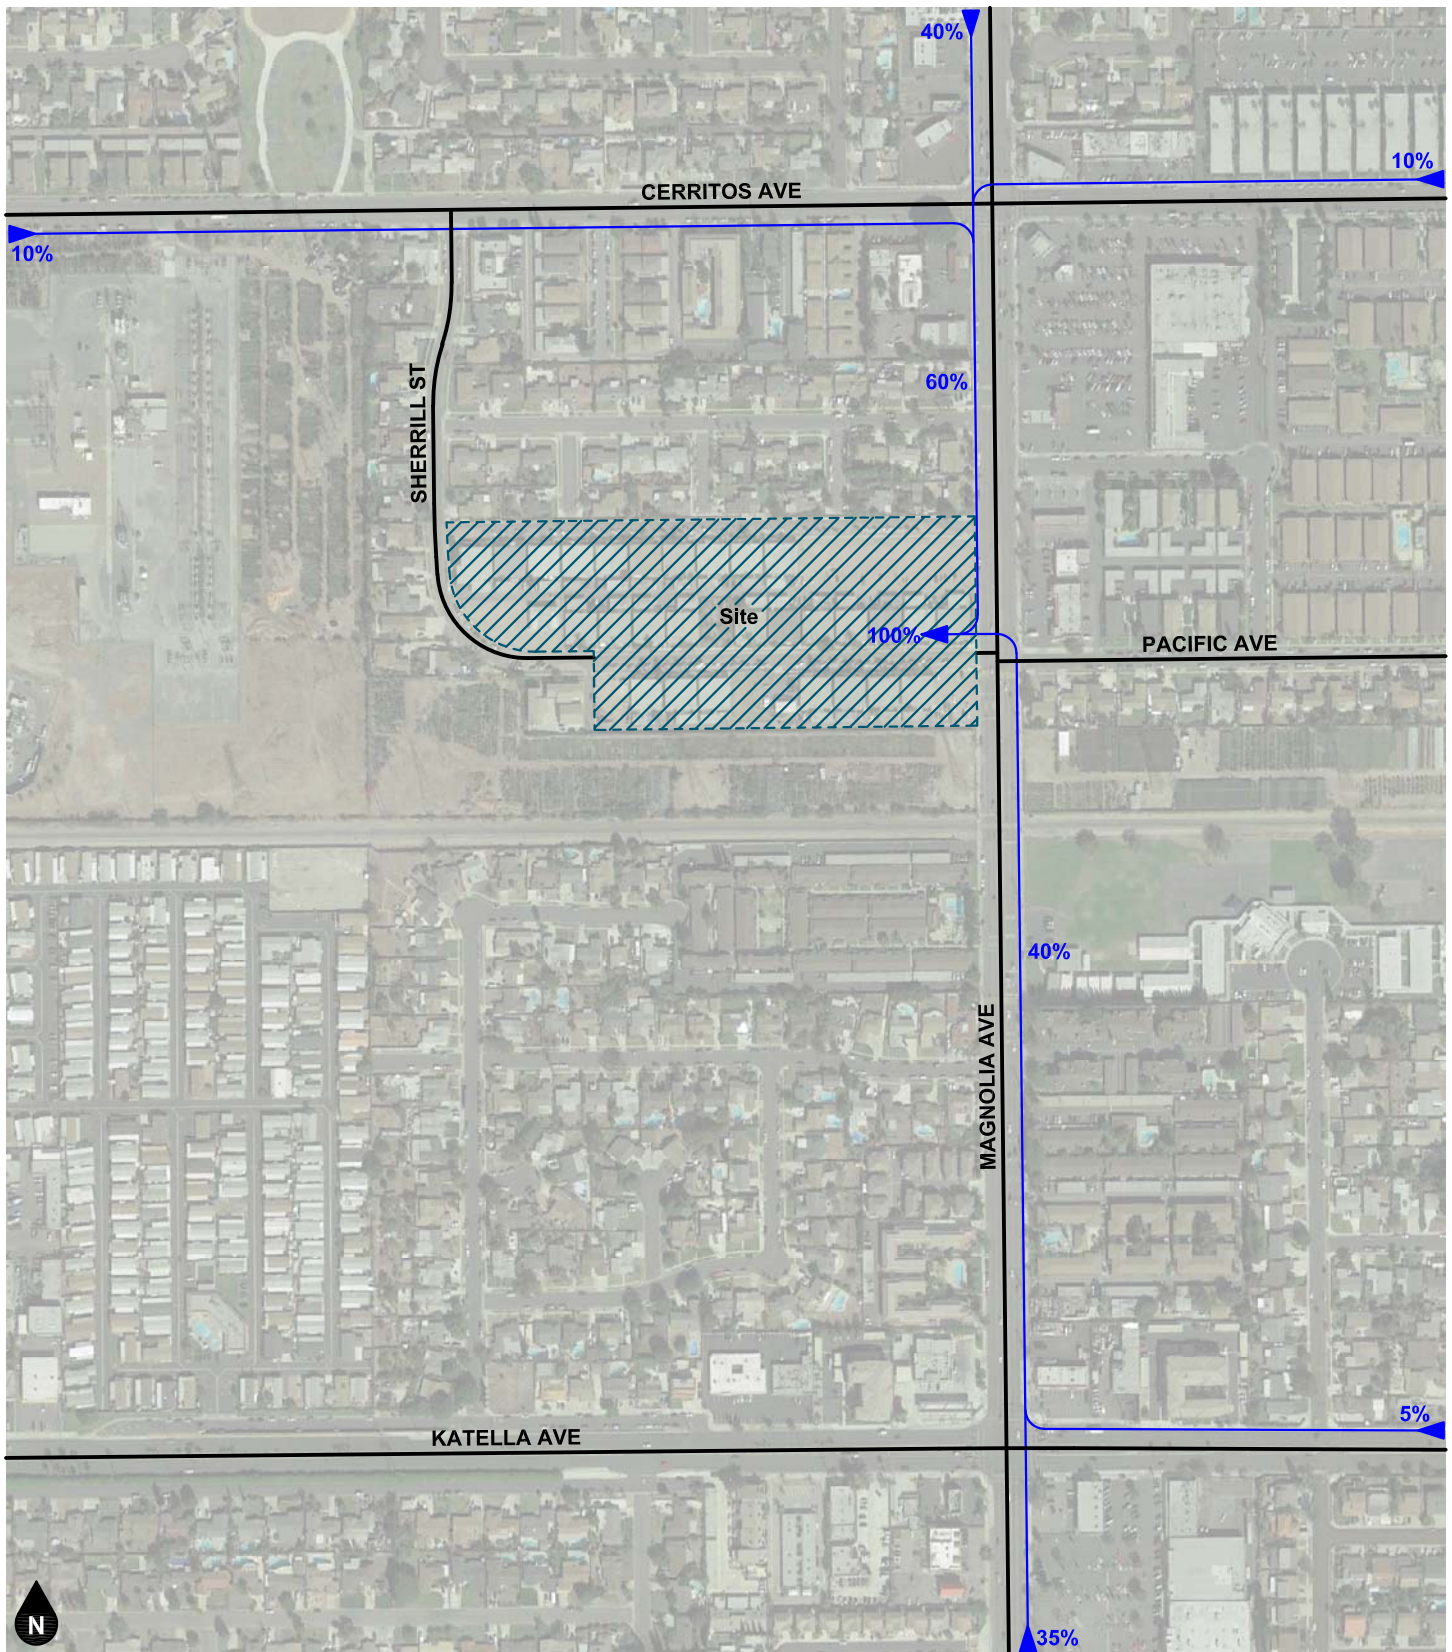 40%
10%
CERRITOS AVE
10%
60%
SHERRILL ST
Site
100%
PACIFIC AVE
40%
MAGNOLIA AVE
5%
KATELLA AVE
N
35%